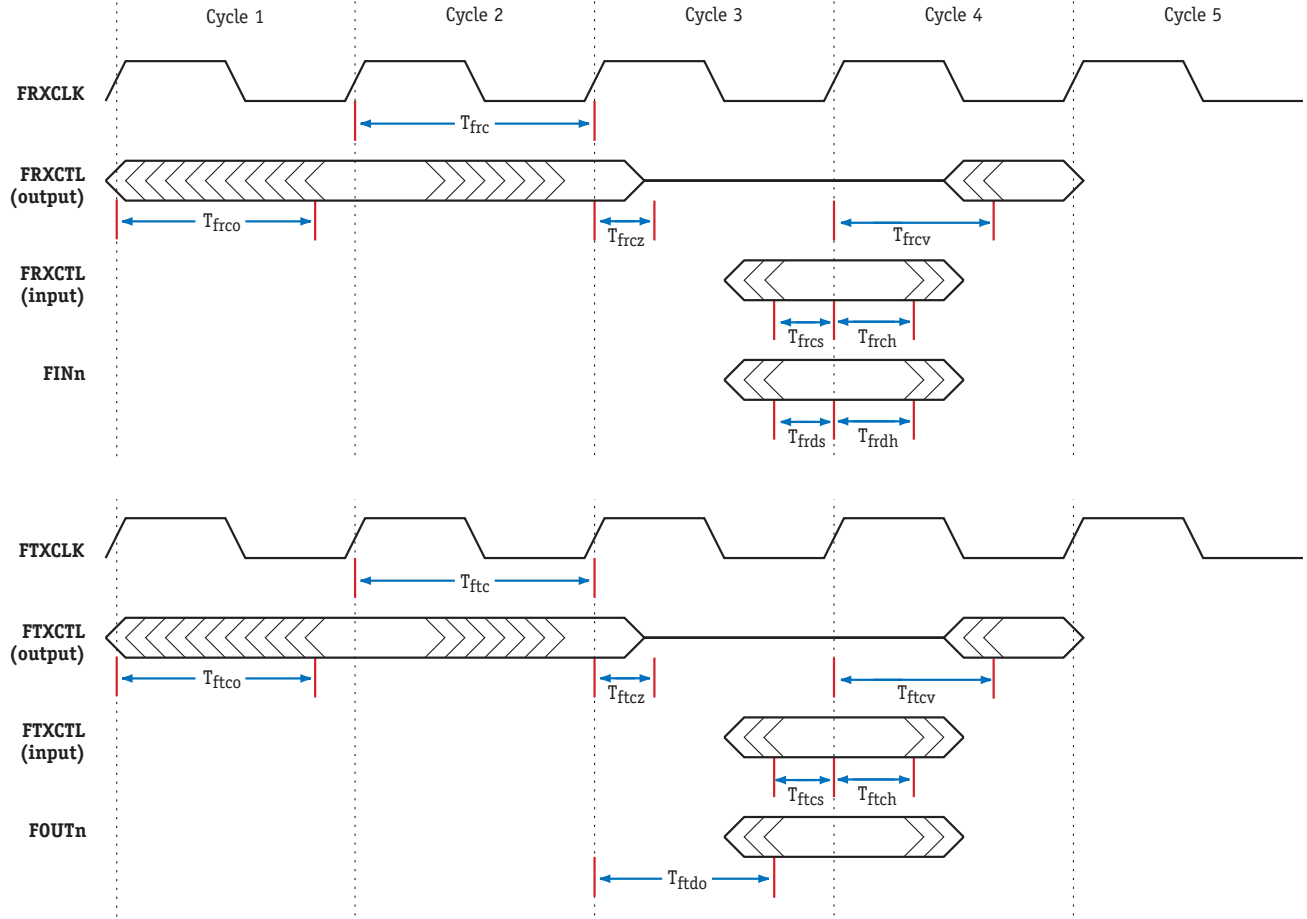 Cycle 1 Cycle 2 Cycle 3 Cycle 4 Cycle 5
FRXCLK
Tfrc
FRXCTL
(output)
Tfrco Tfrcz Tfrcv
FRXCTL
(input)
Tfrcs Tfrch
FINn
Tfrds Tfrdh
FTXCLK
Tftc
FTXCTL
(output)
Tftco Tftcz Tftcv
FTXCTL
(input)
Tftcs Tftch
FOUTn
Tftdo